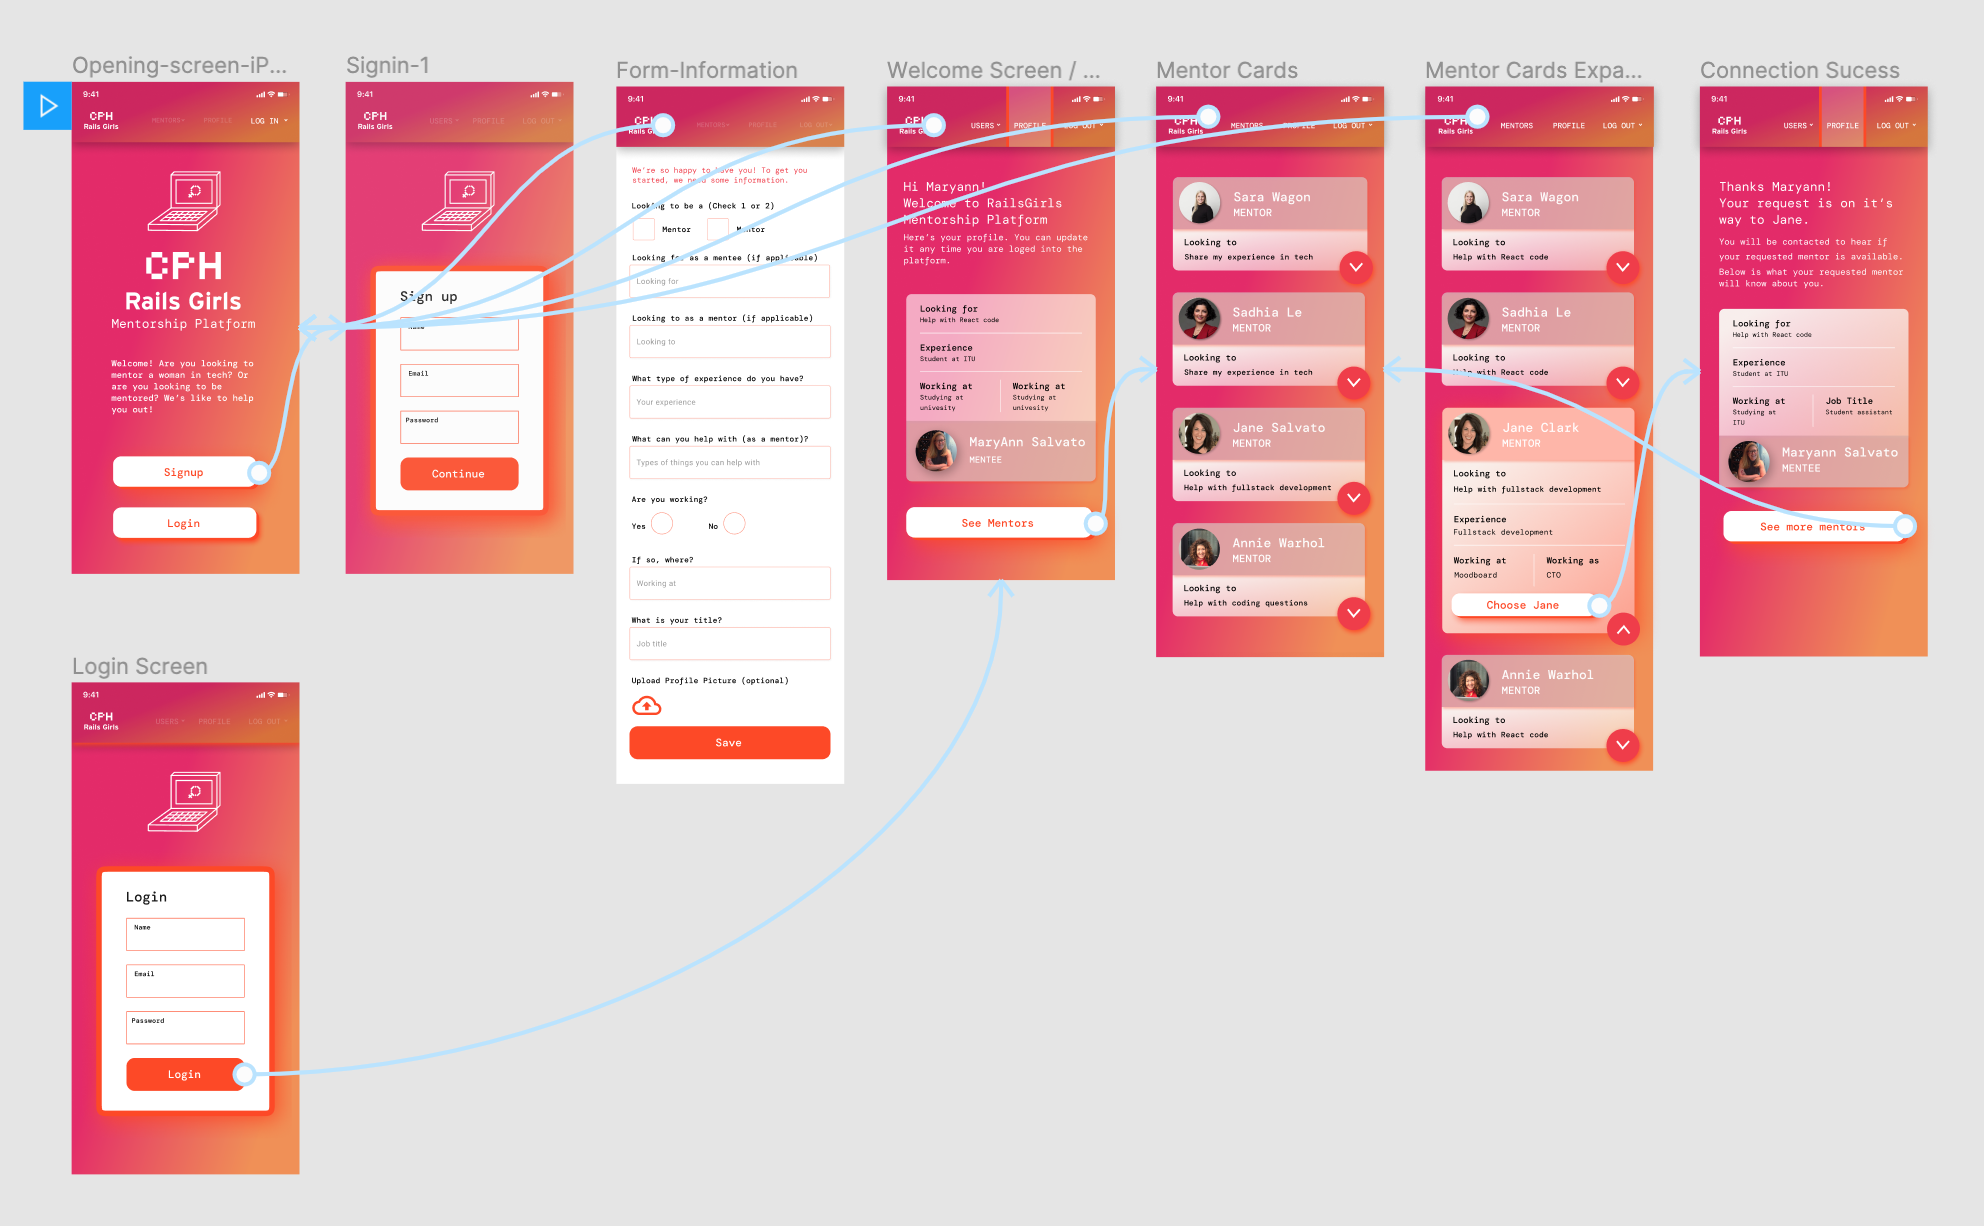 Opening-screen-iP...
9:41
CPH
Rails Girls
MENTORS
PROFILE
LOG IN
CPH
Rails Girls
Mentorship Platform
Welcome! Are you looking to
mentor a woman in tech? Or
are you looking to be
mentored? We's like to help
you out!
Signup
Login
Signin-1
9:41
CPH
Rails Girls
USERS
PROFILE
LOG OUT
Sign up
Name
Email
Password
Continue
Form-Information
9:41
CPH
Rails Girls
MENTORS
PROFILE
LOG OUT
We're so happy to have you! To get you
started, we need some information.
Looking to be a (Check 1 or 2)
Mentor
Mentor
Looking for as a mentee (if applicable)
Looking for
Looking to as a mentor (if applicable)
Looking to
What type of experience do you have?
Your experience
What can you help with (as a mentor)?
Types of things you can help with
Are you working?
Yes
No
If so, where?
Working at
What is your title?
Job title
Upload Profile Picture (optional)
Save
Welcome Screen / ...
9:41
CPH
Rails Girls
USERS
PROFILE
LOG OUT
Hi Maryann!
Welcome to RailsGirls
Mentorship Platform
Here's your profile. You can update
it any time you are loged into the
platform.
Looking for
Help with React code
Experience
Student at ITU
Working at
Studying at
univesity
Working at
Studying at
univesity
MaryAnn Salvato
MENTEE
See Mentors
Mentor Cards
9:41
CPH
Rails Girls
MENTORS
PROFILE
LOG OUT
Sara Wagon
MENTOR
Looking to
Share my experience in tech
Sadhia Le
MENTOR
Looking to
Share my experience in tech
Jane Salvato
MENTOR
Looking to
Help with fullstack development
Annie Warhol
MENTOR
Looking to
Help with coding questions
Mentor Cards Expa...
9:41
CPH
Rails Girls
MENTORS
PROFILE
LOG OUT
Sara Wagon
MENTOR
Looking to
Help with React code
Sadhia Le
MENTOR
Looking to
Help with React code
Jane Clark
MENTOR
Looking to
Help with fullstack development
Experience
Fullstack development
Working at
Moodboard
Working as
CTO
Choose Jane
Annie Warhol
MENTOR
Looking to
Help with React code
Connection Sucess
9:41
CPH
Rails Girls
USERS
PROFILE
LOG OUT
Thanks Maryann!
Your request is on it's
way to Jane.
You will be contacted to hear if
your requested mentor is available.
Below is what your requested mentor
will know about you.
Looking for
Help with React code
Experience
Student at ITU
Working at
Studying at
ITU
Job Title
Student assistant
Maryann Salvato
MENTEE
See more mentors
Login Screen
9:41
CPH
Rails Girls
USERS
PROFILE
LOG OUT
Login
Name
Email
Password
Login